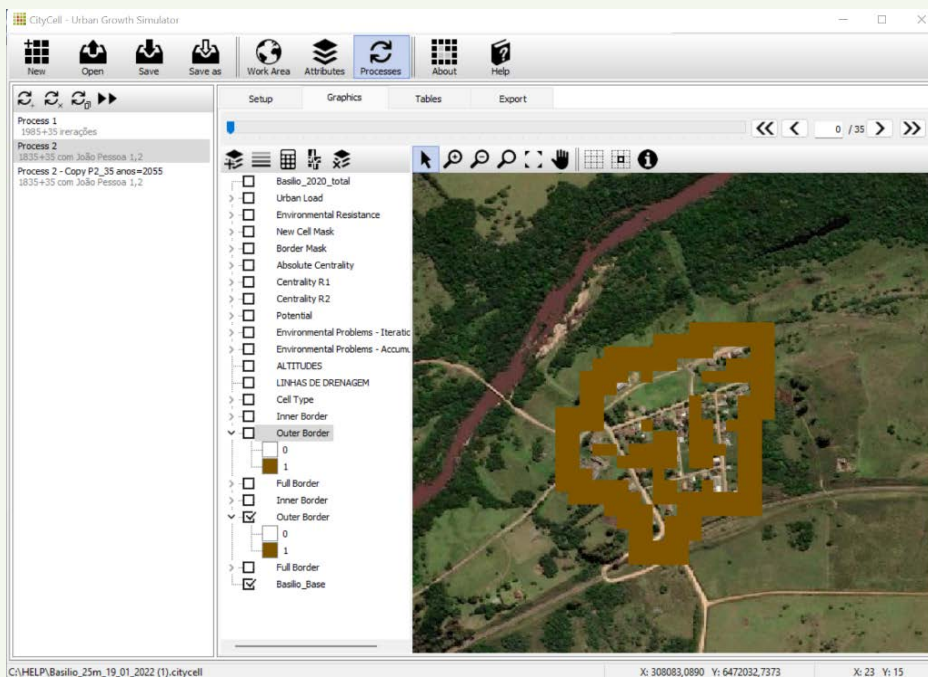 CityCell - Urban Growth Simulator
New Open Save Save as Work Area Attributes Processes About Help
Setup Graphics Tables Export
Process 1
1985+35 irerações
Process 2
1835+35 com João Pessoa 1,2
Process 2 - Copy P2_35 anos=2055
1835+35 com João Pessoa 1,2
0 / 35
Basilio_2020_total
Urban Load
Environmental Resistance
New Cell Mask
Border Mask
Absolute Centrality
Centrality R1
Centrality R2
Potential
Environmental Problems - Iteratic
Environmental Problems - Accumu
ALTITUDES
LINHAS DE DRENAGEM
Cell Type
Inner Border
Outer Border
0
1
Full Border
Inner Border
Outer Border
0
1
Full Border
Basilio_Base
C:\HELP\Basilio_25m_19_01_2022 (1).citycell X: 308083,0890 Y: 6472032,7373 X: 23 Y: 15